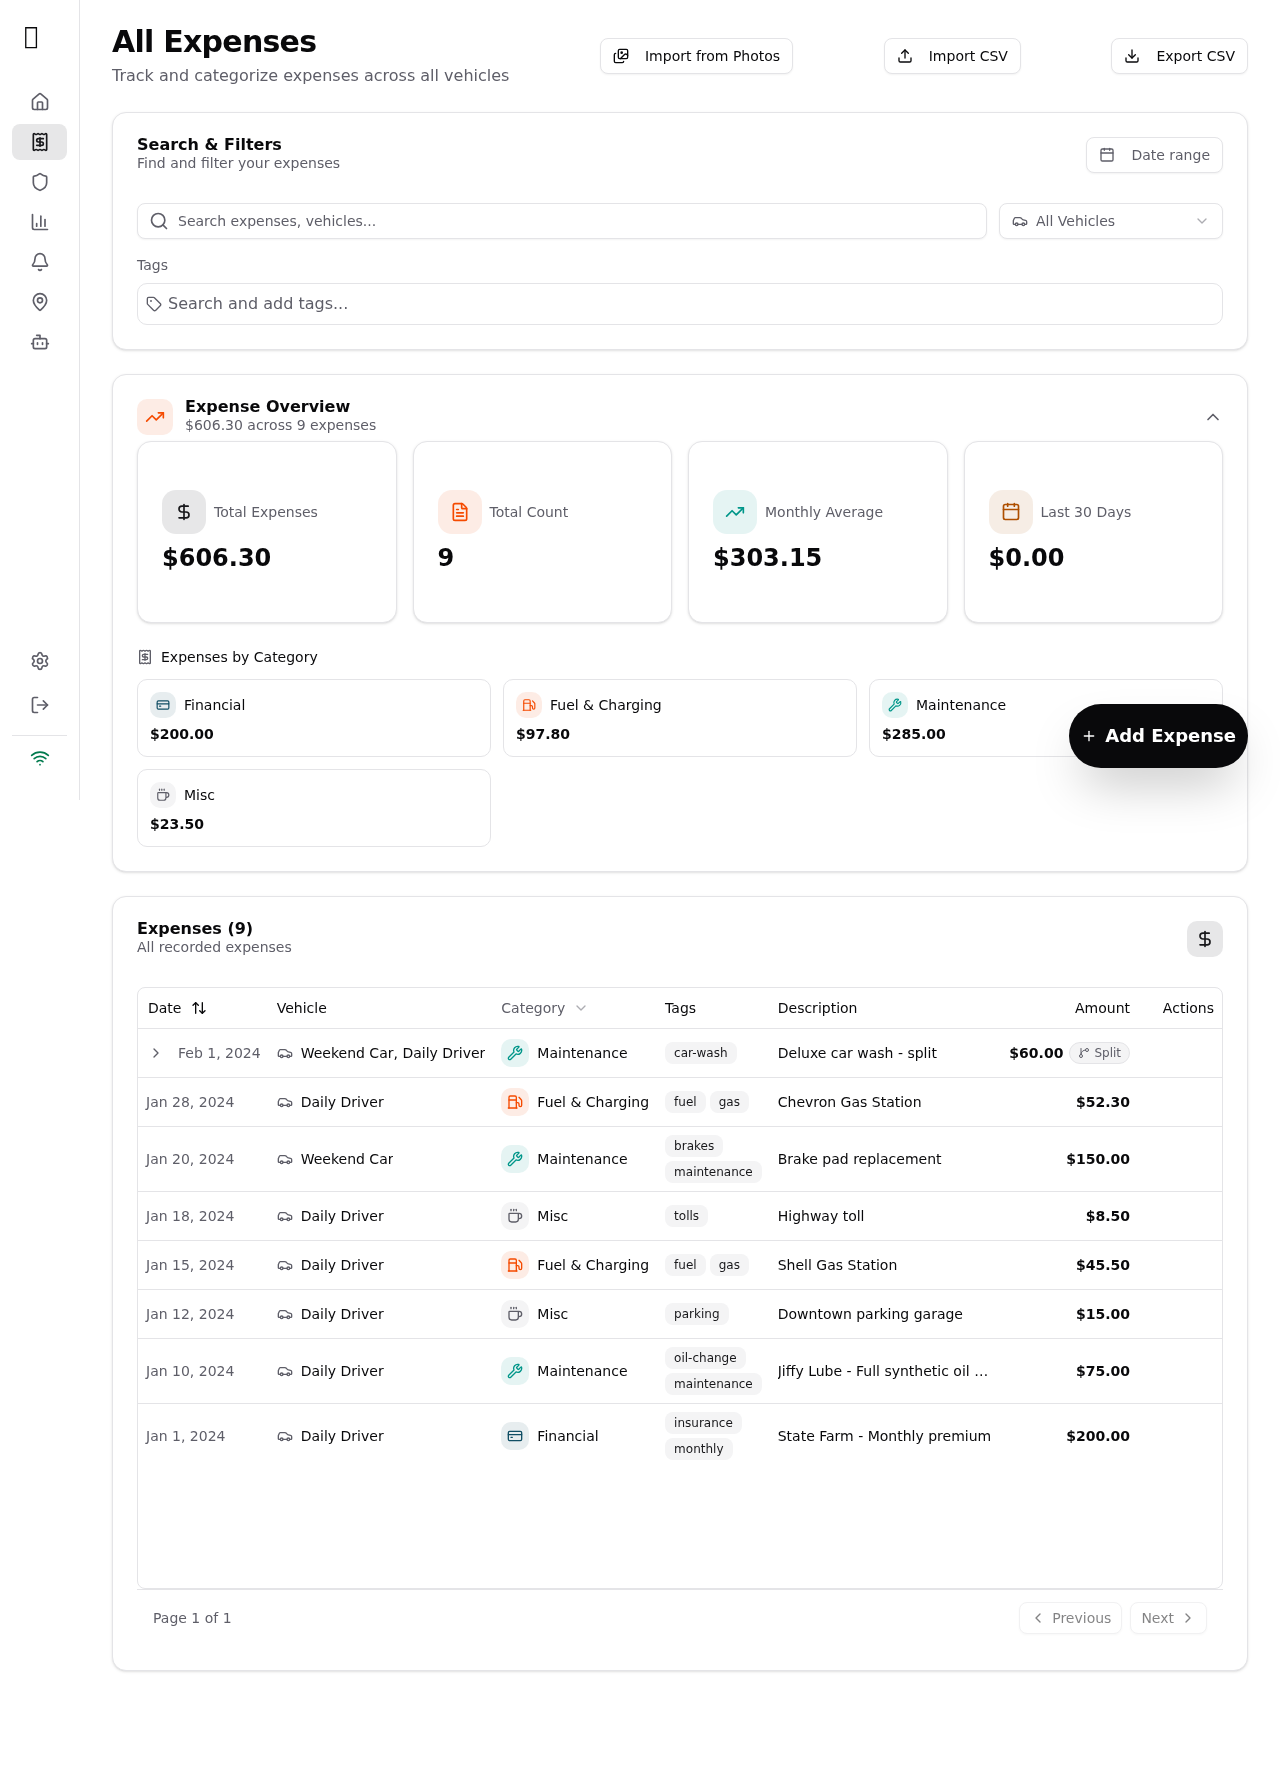 All Expenses
Track and categorize expenses across all vehicles
Import from Photos
Import CSV
Export CSV
Search & Filters
Find and filter your expenses
Date range
Search expenses, vehicles...
All Vehicles
Tags
Search and add tags...
Expense Overview
$606.30 across 9 expenses
Total Expenses
$606.30
Total Count
9
Monthly Average
$303.15
Last 30 Days
$0.00
Expenses by Category
Financial
$200.00
Fuel & Charging
$97.80
Maintenance
$285.00
+ Add Expense
Misc
$23.50
Expenses (9)
All recorded expenses
Date Vehicle Category Tags Description Amount Actions
Feb 1, 2024 Weekend Car, Daily Driver Maintenance car-wash Deluxe car wash - split $60.00 Split
Jan 28, 2024 Daily Driver Fuel & Charging fuel gas Chevron Gas Station $52.30
Jan 20, 2024 Weekend Car Maintenance brakes maintenance Brake pad replacement $150.00
Jan 18, 2024 Daily Driver Misc tolls Highway toll $8.50
Jan 15, 2024 Daily Driver Fuel & Charging fuel gas Shell Gas Station $45.50
Jan 12, 2024 Daily Driver Misc parking Downtown parking garage $15.00
Jan 10, 2024 Daily Driver Maintenance oil-change maintenance Jiffy Lube - Full synthetic oil ... $75.00
Jan 1, 2024 Daily Driver Financial insurance monthly State Farm - Monthly premium $200.00
Page 1 of 1
Previous
Next